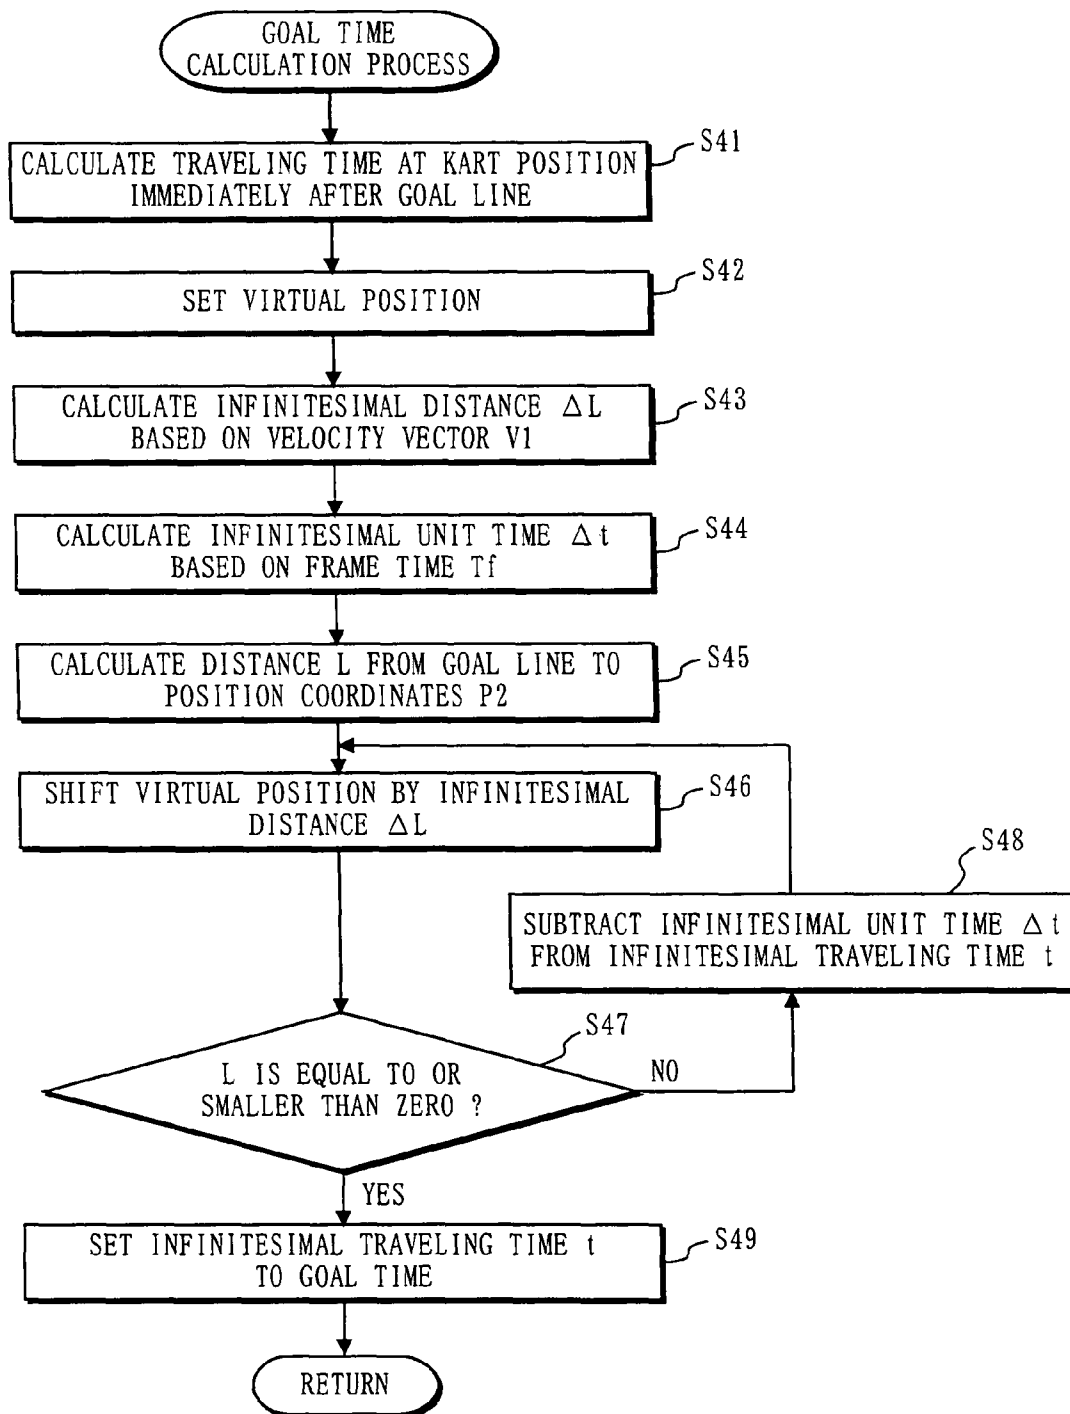 GOAL TIME
CALCULATION PROCESS
S41
CALCULATE TRAVELING TIME AT KART POSITION
IMMEDIATELY AFTER GOAL LINE
S42
SET VIRTUAL POSITION
S43
CALCULATE INFINITESIMAL DISTANCE ΔL
BASED ON VELOCITY VECTOR V1
S44
CALCULATE INFINITESIMAL UNIT TIME Δt
BASED ON FRAME TIME Tf
S45
CALCULATE DISTANCE L FROM GOAL LINE TO
POSITION COORDINATES P2
S46
SHIFT VIRTUAL POSITION BY INFINITESIMAL
DISTANCE ΔL
S48
SUBTRACT INFINITESIMAL UNIT TIME Δt
FROM INFINITESIMAL TRAVELING TIME t
S47
L IS EQUAL TO OR
SMALLER THAN ZERO ?
NO
YES
S49
SET INFINITESIMAL TRAVELING TIME t
TO GOAL TIME
RETURN